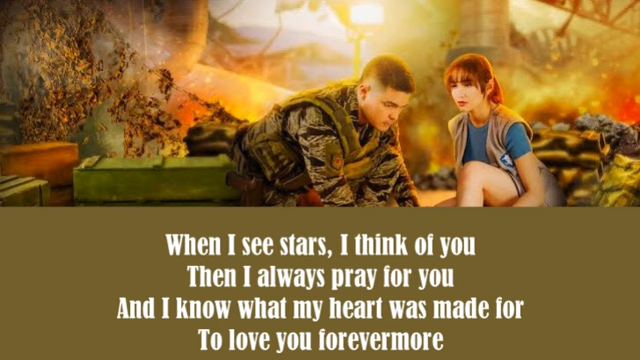 When I see stars, I think of you
Then I always pray for you
And I know what my heart was made for
To love you forevermore